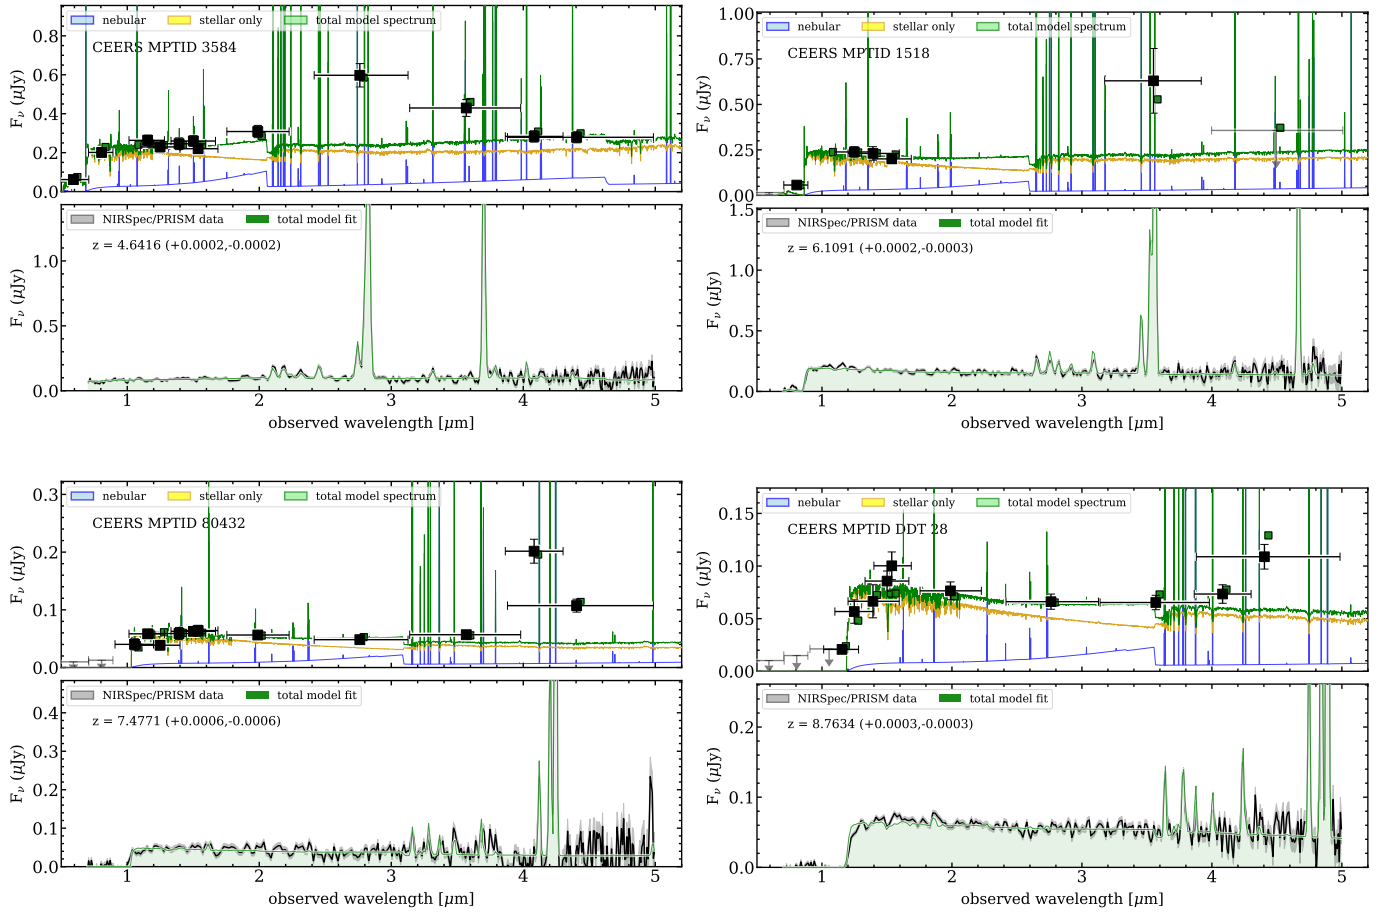 nebular stellar only total model spectrum
CEERS MPTID 3584
F_ν (μJy)
0.8
0.6
0.4
0.2
0.0
NIRSpec/PRISM data total model fit
z = 4.6416 (+0.0002,-0.0002)
F_ν (μJy)
1.0
0.5
0.0
1 2 3 4 5
observed wavelength [μm]
nebular stellar only total model spectrum
CEERS MPTID 1518
F_ν (μJy)
1.00
0.75
0.50
0.25
0.00
NIRSpec/PRISM data total model fit
z = 6.1091 (+0.0002,-0.0003)
F_ν (μJy)
1.5
1.0
0.5
0.0
1 2 3 4 5
observed wavelength [μm]
nebular stellar only total model spectrum
CEERS MPTID 80432
F_ν (μJy)
0.3
0.2
0.1
0.0
NIRSpec/PRISM data total model fit
z = 7.4771 (+0.0006,-0.0006)
F_ν (μJy)
0.4
0.3
0.2
0.1
0.0
1 2 3 4 5
observed wavelength [μm]
nebular stellar only total model spectrum
CEERS MPTID DDT 28
F_ν (μJy)
0.15
0.10
0.05
0.00
NIRSpec/PRISM data total model fit
z = 8.7634 (+0.0003,-0.0003)
F_ν (μJy)
0.2
0.1
0.0
1 2 3 4 5
observed wavelength [μm]